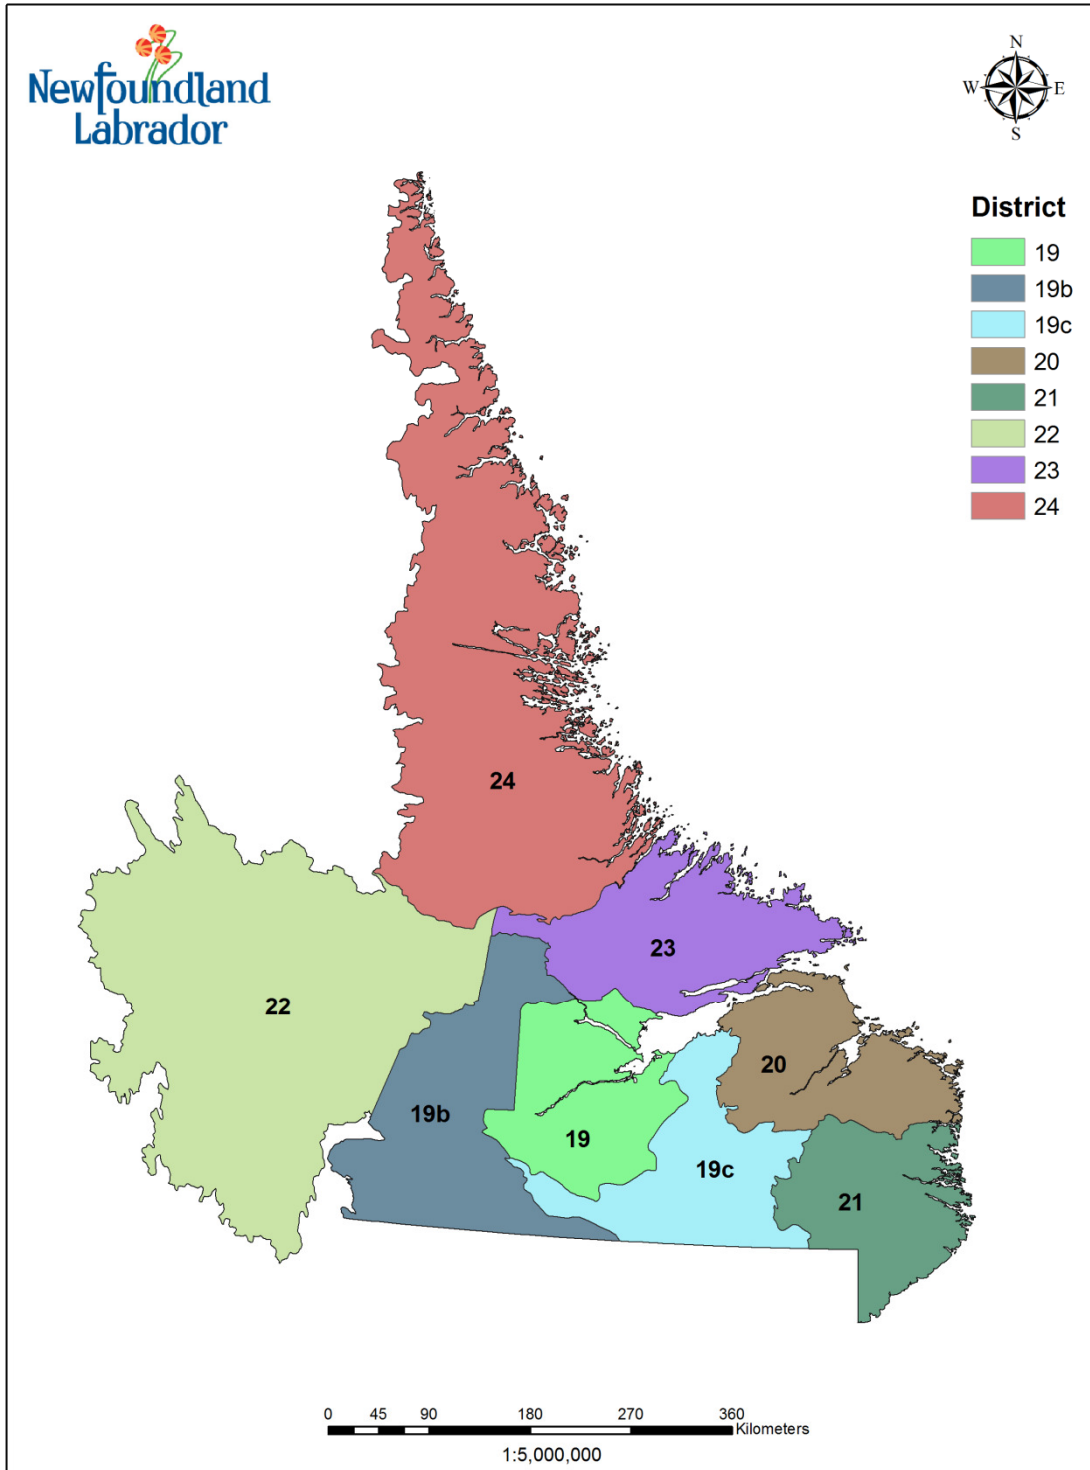 Newfoundland
Labrador
N
W E
S
District
19
19b
19c
20
21
22
23
24
24
23
22
20
19b
19
19c
21
0 45 90 180 270 360
Kilometers
1:5,000,000